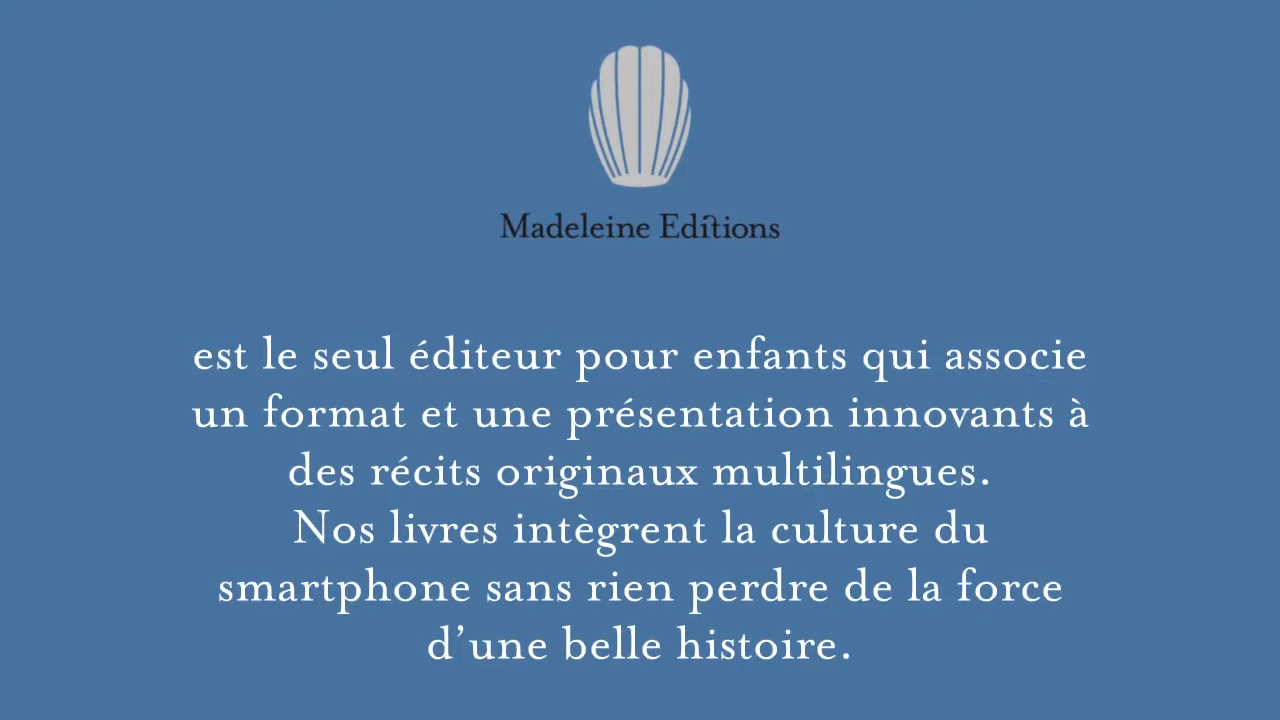 Madeleine Editions
est le seul éditeur pour enfants qui associe
un format et une présentation innovants à
des récits originaux multilingues.
Nos livres intègrent la culture du
smartphone sans rien perdre de la force
d’une belle histoire.